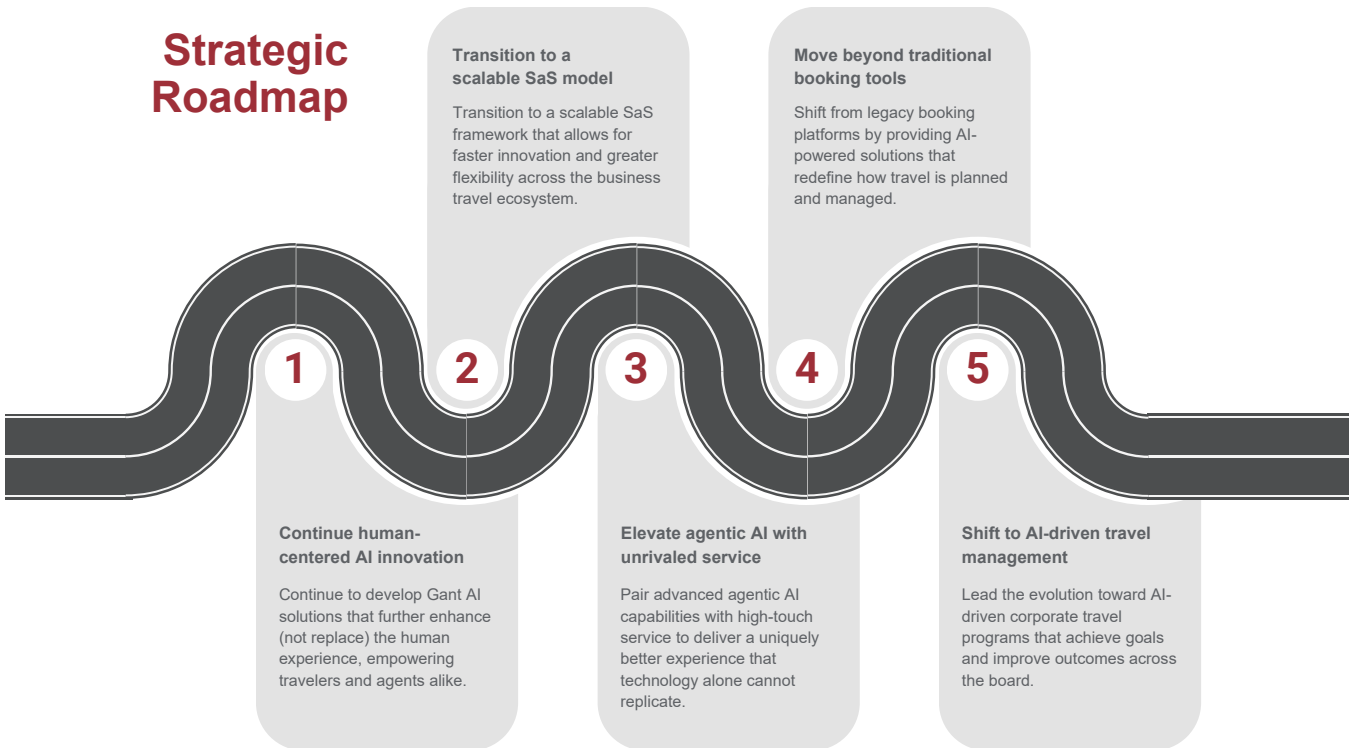 Strategic
Roadmap
1
Continue human-
centered AI innovation
Continue to develop Gant AI
solutions that further enhance
(not replace) the human
experience, empowering
travelers and agents alike.
2
Transition to a
scalable SaS model
Transition to a scalable SaS
framework that allows for
faster innovation and greater
flexibility across the business
travel ecosystem.
3
Elevate agentic AI with
unrivaled service
Pair advanced agentic AI
capabilities with high-touch
service to deliver a uniquely
better experience that
technology alone cannot
replicate.
4
Move beyond traditional
booking tools
Shift from legacy booking
platforms by providing AI-
powered solutions that
redefine how travel is planned
and managed.
5
Shift to AI-driven travel
management
Lead the evolution toward AI-
driven corporate travel
programs that achieve goals
and improve outcomes across
the board.